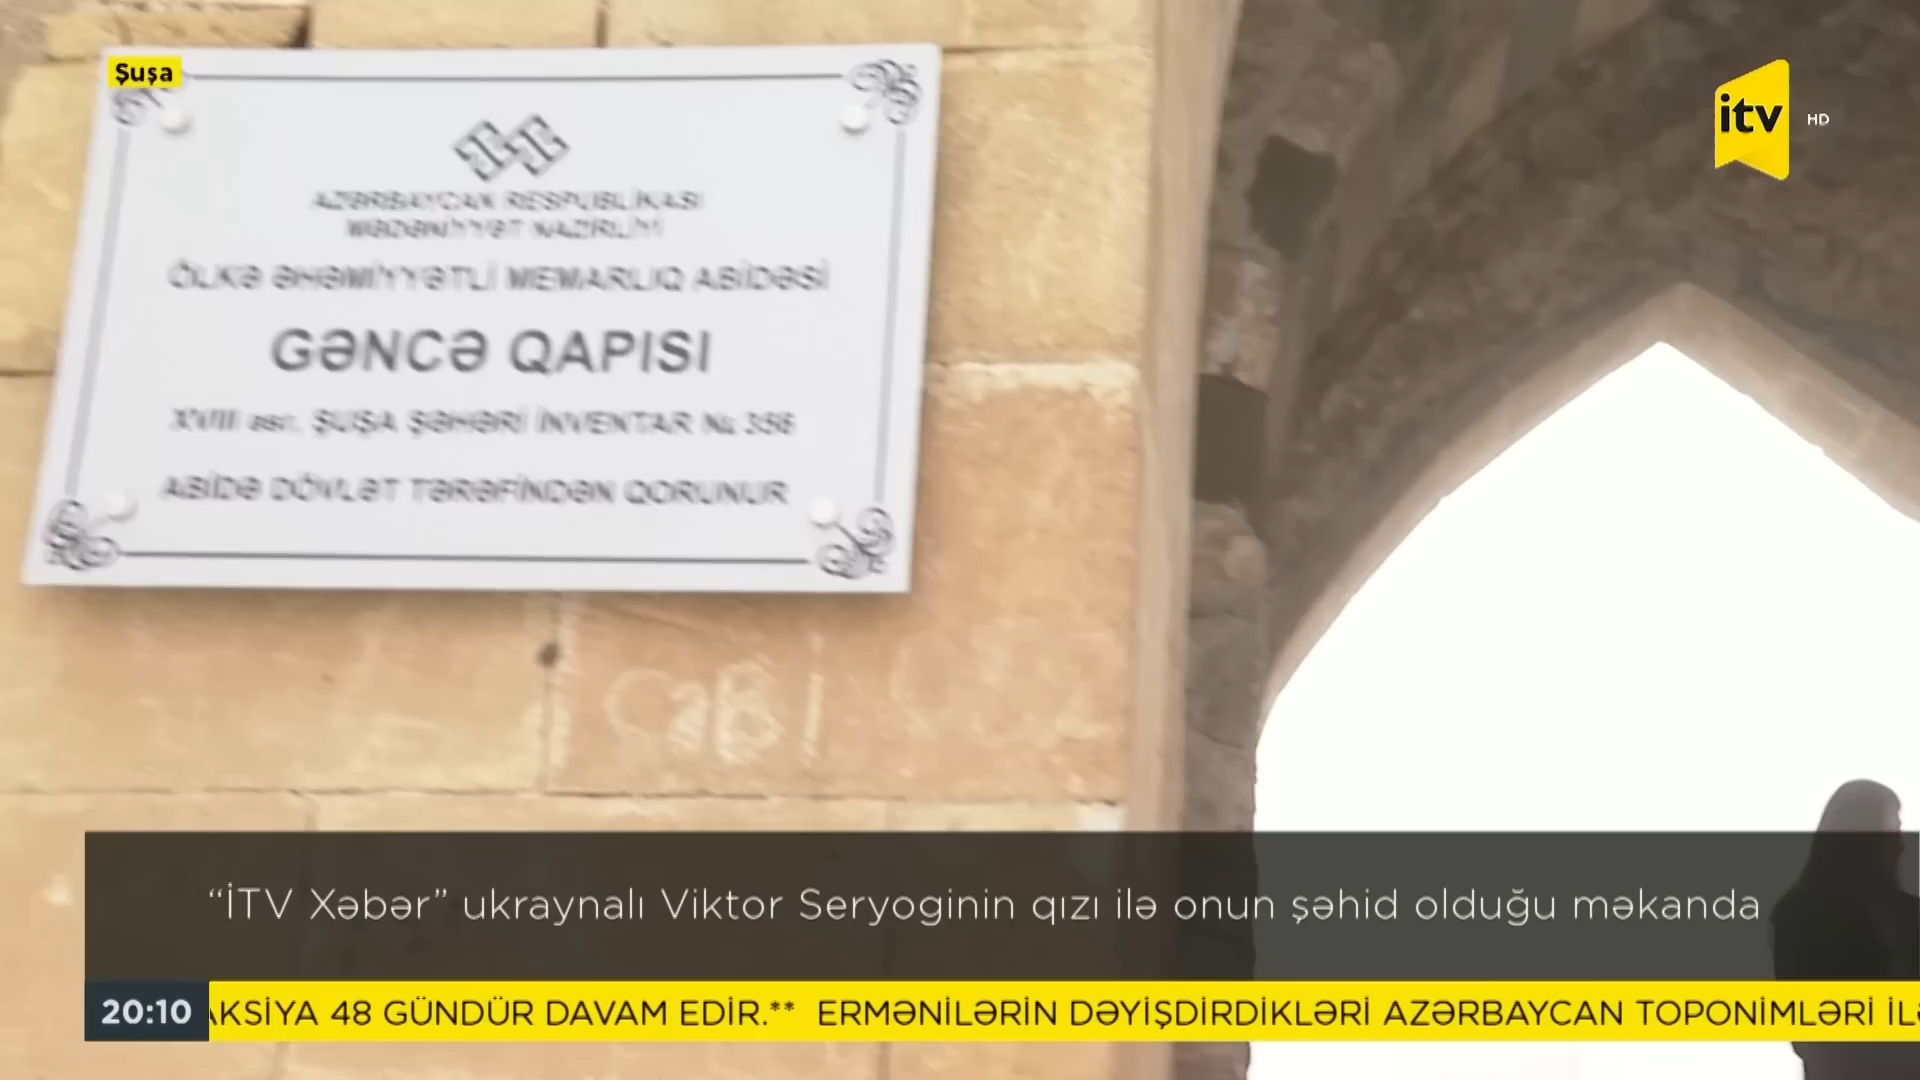 Şuşa
itv HD
AZƏRBAYCAN RESPUBLİKASI
MƏDƏNİYYƏT NAZİRLİYİ
ÖLKƏ ƏHƏMİYYƏTLİ MEMARLIQ ABİDƏSİ
GƏNCƏ QAPISI
XVIII əsr, ŞUŞA ŞƏHƏRİ İNVENTAR № 356
ABİDƏ DÖVLƏT TƏRƏFİNDƏN QORUNUR
“İTV Xəbər” ukraynalı Viktor Seryoginin qızı ilə onun şəhid olduğu məkanda
20:10 AKSİYA 48 GÜNDÜR DAVAM EDİR.** ERMƏNİLƏRİN DƏYİŞDİRDİKLƏRİ AZƏRBAYCAN TOPONİMLƏRİ İLƏ